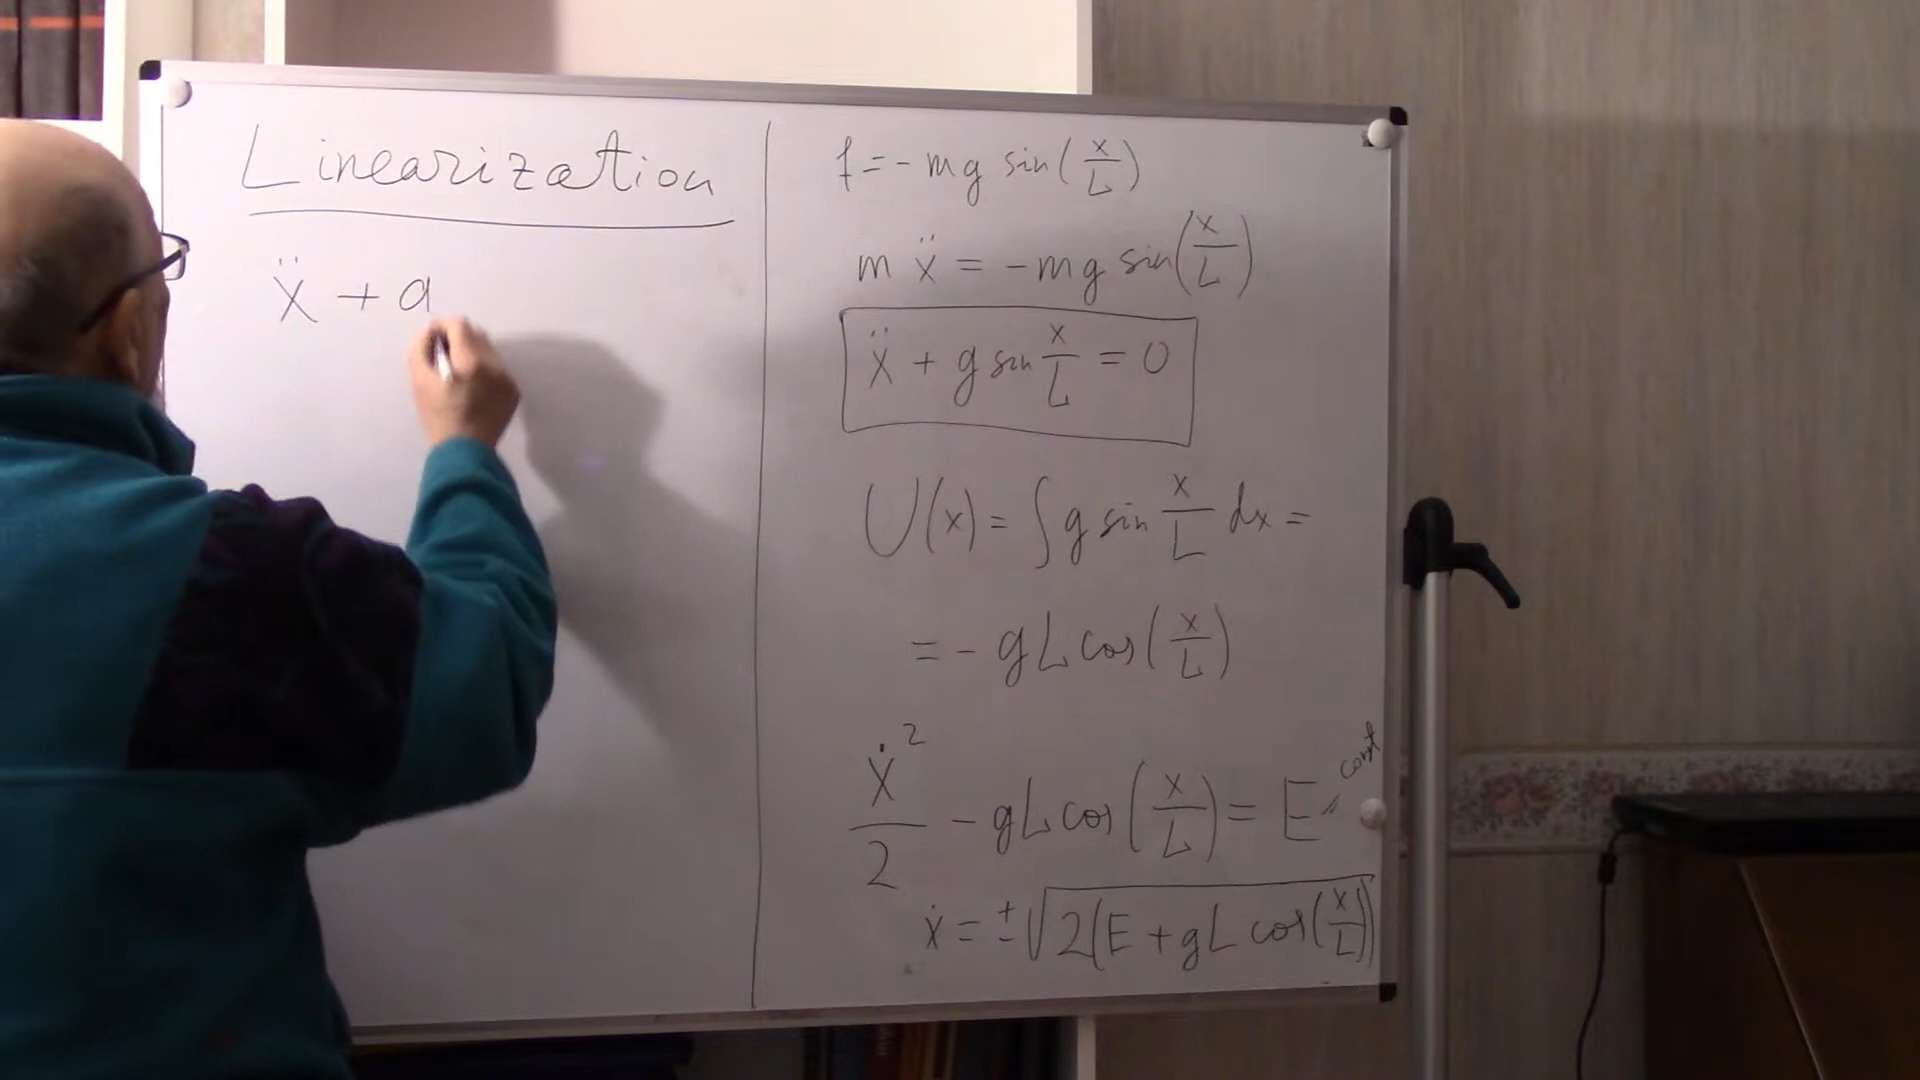 Linearization
ẍ + a
f = - mg sin(x/L)
m ẍ = - mg sin(x/L)
ẍ + g sin x/L = 0
U(x) = ∫ g sin x/L dx =
= - gL cos(x/L)
ẋ²/2 - gL cos(x/L) = E const
ẋ = ± √2(E + gL cos(x/L))